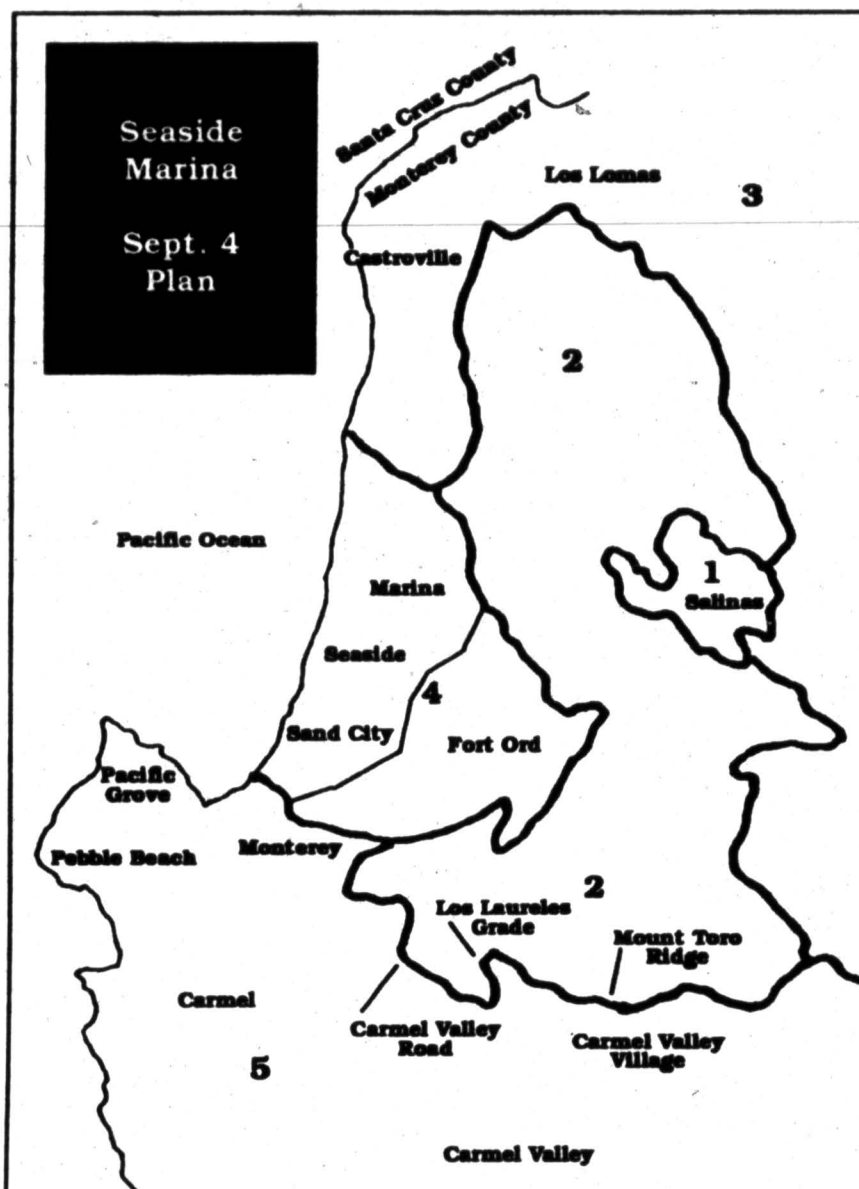 Seaside
Marina
Sept. 4
Plan
Santa Cruz County
Monterey County
Los Lomas
3
Castroville
2
Pacific Ocean
1
Salinas
Marina
Seaside
4
Sand City
Fort Ord
Pacific
Grove
Pebble Beach
Monterey
2
Los Laureles
Grade
Mount Toro
Ridge
Carmel
Carmel Valley
Road
Carmel Valley
Village
5
Carmel Valley